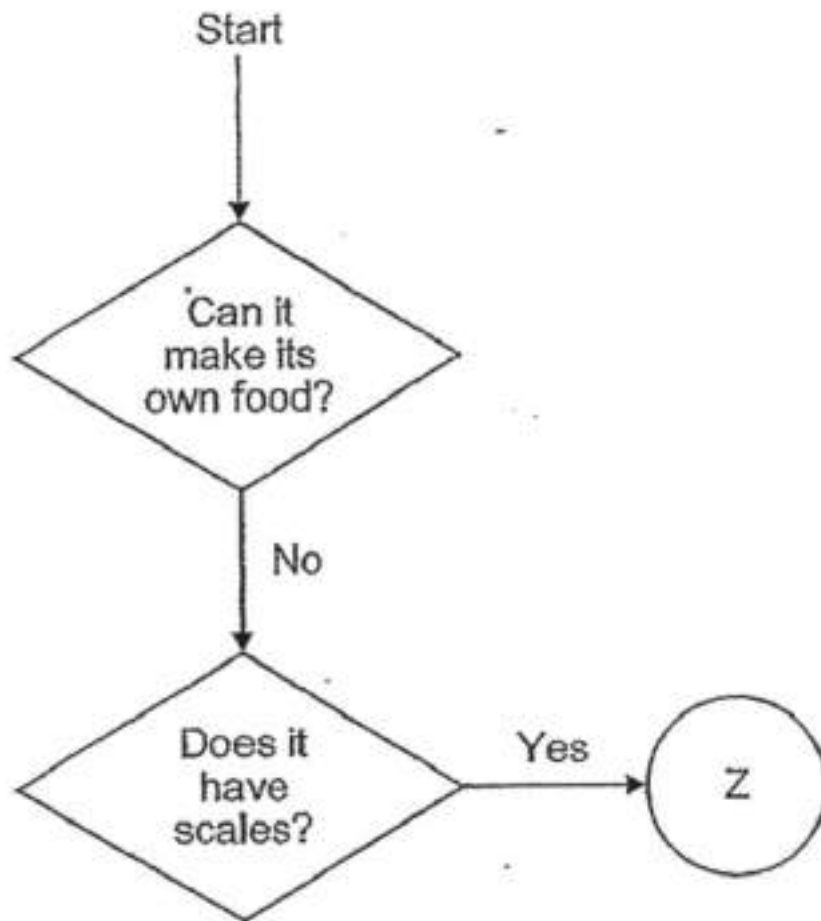 Start
Can it
make its
own food?
No
Does it
have
scales?
Yes
Z